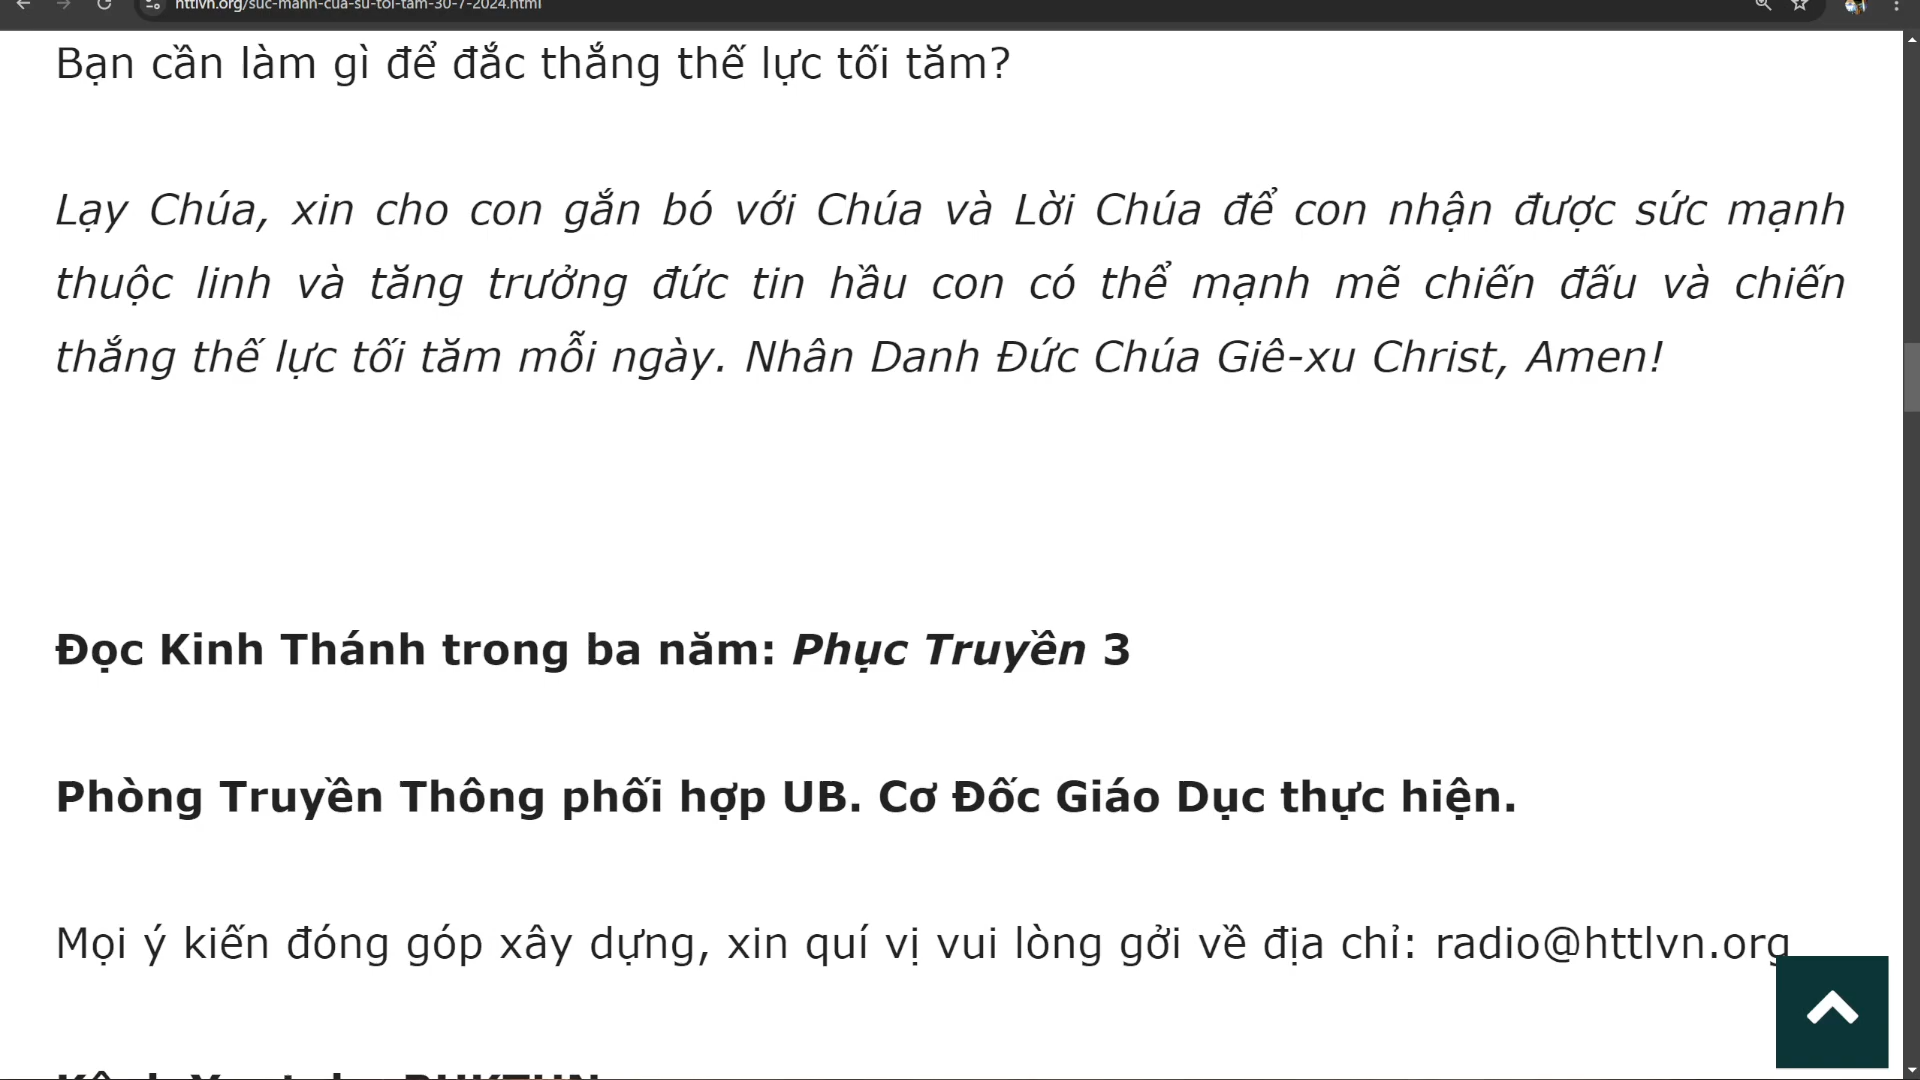 httlvn.org/suc-manh-cua-su-toi-tam-30-7-2024.html
Bạn cần làm gì để đắc thắng thế lực tối tăm?
Lạy Chúa, xin cho con gắn bó với Chúa và Lời Chúa để con nhận được sức mạnh
thuộc linh và tăng trưởng đức tin hầu con có thể mạnh mẽ chiến đấu và chiến
thắng thế lực tối tăm mỗi ngày. Nhân Danh Đức Chúa Giê-xu Christ, Amen!
Đọc Kinh Thánh trong ba năm: Phục Truyền 3
Phòng Truyền Thông phối hợp UB. Cơ Đốc Giáo Dục thực hiện.
Mọi ý kiến đóng góp xây dựng, xin quí vị vui lòng gởi về địa chỉ: radio@httlvn.org